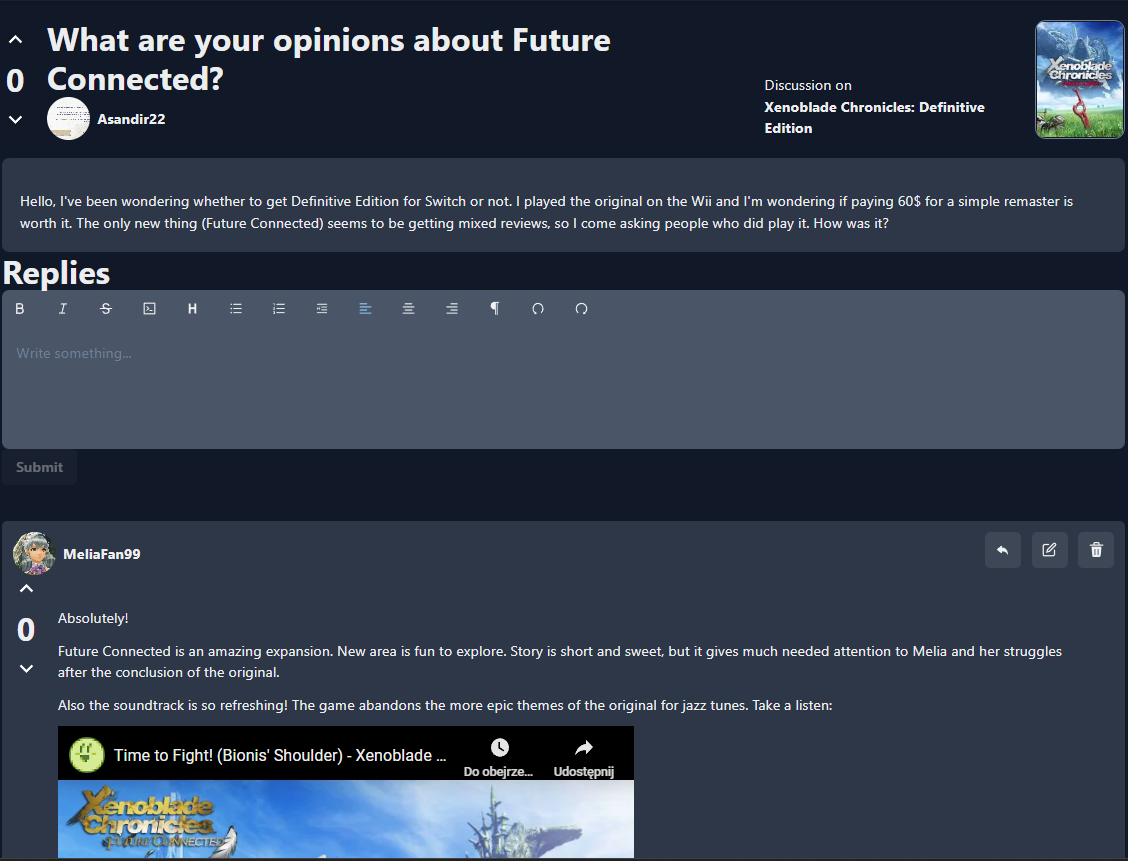 What are your opinions about Future
0
Connected?
Asandir22
Discussion on
Xenoblade Chronicles: Definitive
Edition
Xenoblade
Chronicles
Hello, I've been wondering whether to get Definitive Edition for Switch or not. I played the original on the Wii and I'm wondering if paying 60$ for a simple remaster is
worth it. The only new thing (Future Connected) seems to be getting mixed reviews, so I come asking people who did play it. How was it?
Replies
B I S H ¶
Write something...
Submit
MeliaFan99
0
Absolutely!
Future Connected is an amazing expansion. New area is fun to explore. Story is short and sweet, but it gives much needed attention to Melia and her struggles
after the conclusion of the original.
Also the soundtrack is so refreshing! The game abandons the more epic themes of the original for jazz tunes. Take a listen:
Time to Fight! (Bionis' Shoulder) - Xenoblade ...
Do obejrze...
Udostępnij
Xenoblade
Chronicles
FUTURE CONNECTED